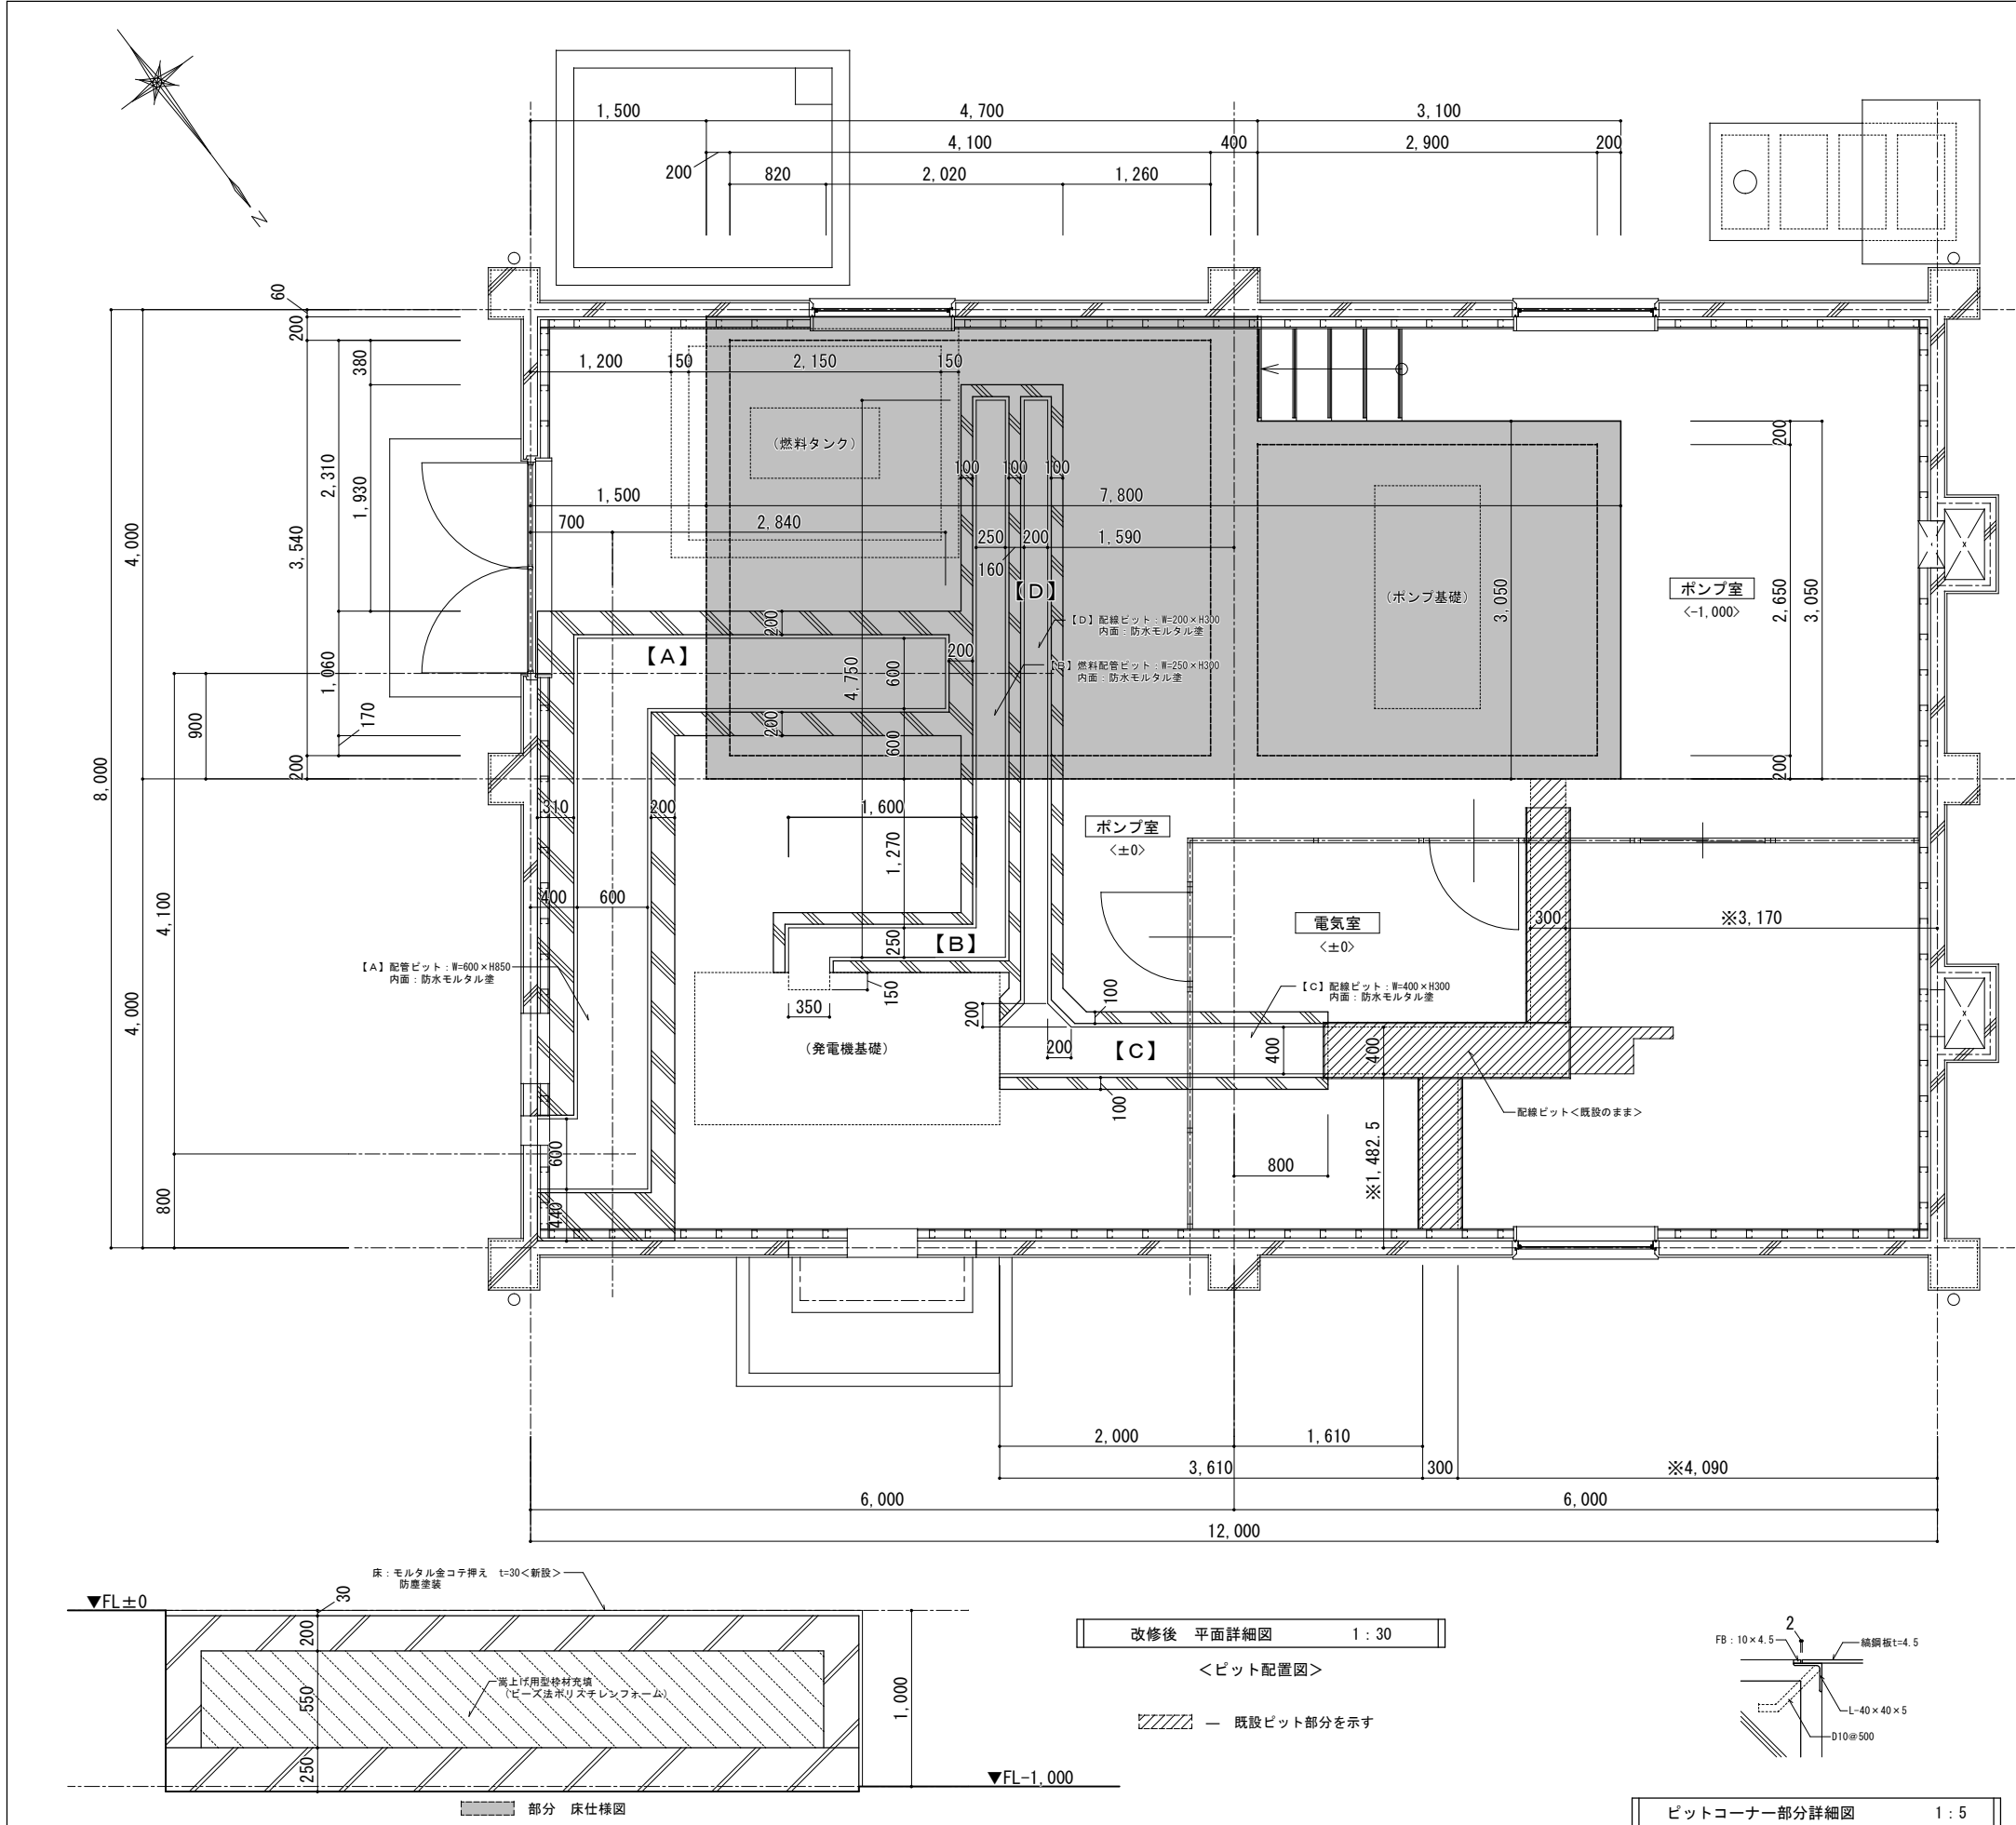 N
1,500
4,700
3,100
4,100
400
2,900
200
200
820
2,020
1,260
60
200
380
1,200
150
2,150
150
(燃料タンク)
2,310
1,930
100
100
100
200
1,500
7,800
4,000
3,540
700
2,840
250
200
1,590
160
【D】
(ポンプ基礎)
3,050
ポンプ室
<-1,000>
2,650
3,050
【D】配線ピット：W=200×H300
内面：防水モルタル塗
200
【A】
200
4,750
600
【B】燃料配管ピット：W=250×H300
内面：防水モルタル塗
1,060
170
900
200
600
200
200
8,000
310
200
1,600
1,270
ポンプ室
<±0>
4,100
400
600
電気室
<±0>
300
※3,170
【B】
250
【A】配管ピット：W=600×H850
内面：防水モルタル塗
150
350
【C】配線ピット：W=400×H300
内面：防水モルタル塗
100
200
4,000
(発電機基礎)
200
【C】
400
400
100
配線ピット<既設のまま>
600
800
※1,482.5
800
440
2,000
1,610
3,610
300
※4,090
6,000
6,000
12,000
床：モルタル金コテ押え t=30<新設>
防塵塗装
▼FL±0
30
200
嵩上げ用型枠材充填
(ビーズ法ポリスチレンフォーム)
550
1,000
250
▼FL-1,000
部分 床仕様図
改修後 平面詳細図 1：30
<ピット配置図>
― 既設ピット部分を示す
2
FB：10×4.5
縞鋼板t=4.5
L-40×40×5
D10@500
ピットコーナー部分詳細図 1：5